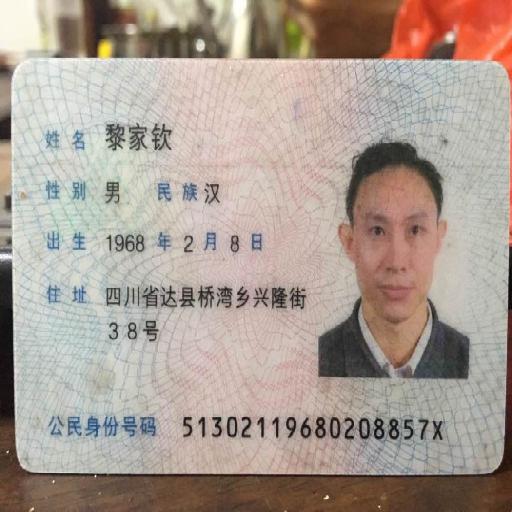 姓名 黎家钦
性别 男 民族 汉
出生 1968 年 2 月 8 日
住址 四川省达县桥湾乡兴隆街
38号
公民身份号码 51302119680208857X